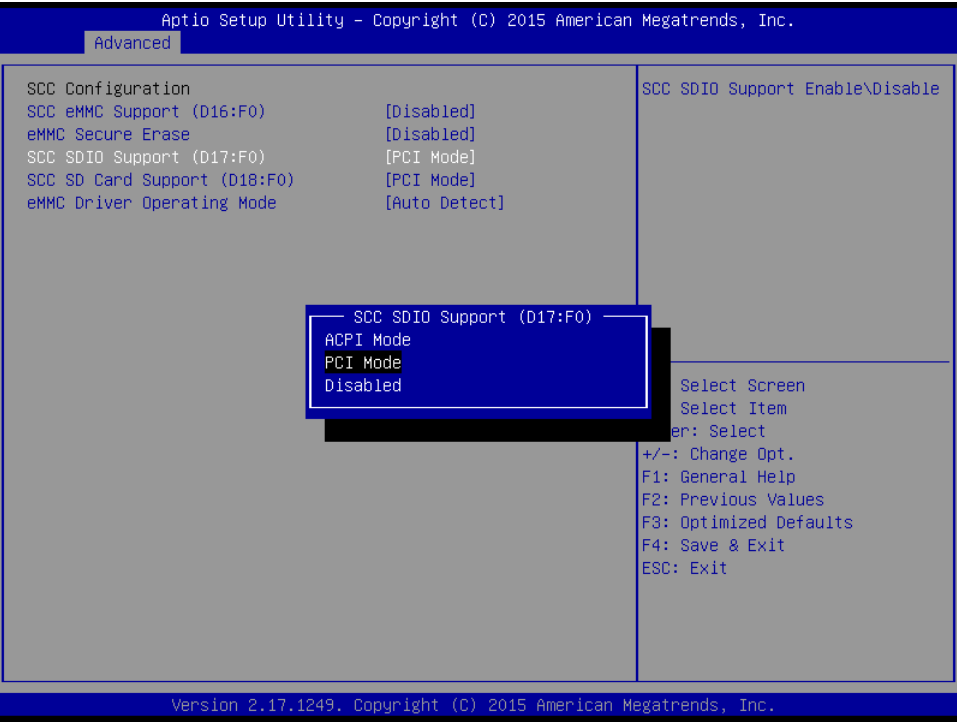 Aptio Setup Utility – Copyright (C) 2015 American Megatrends, Inc.
Advanced
SCC Configuration
SCC eMMC Support (D16:F0) [Disabled]
eMMC Secure Erase [Disabled]
SCC SDIO Support (D17:F0) [PCI Mode]
SCC SD Card Support (D18:F0) [PCI Mode]
eMMC Driver Operating Mode [Auto Detect]
SCC SDIO Support Enable\Disable
SCC SDIO Support (D17:F0)
ACPI Mode
PCI Mode
Disabled
Select Screen
Select Item
er: Select
+/-: Change Opt.
F1: General Help
F2: Previous Values
F3: Optimized Defaults
F4: Save & Exit
ESC: Exit
Version 2.17.1249. Copyright (C) 2015 American Megatrends, Inc.